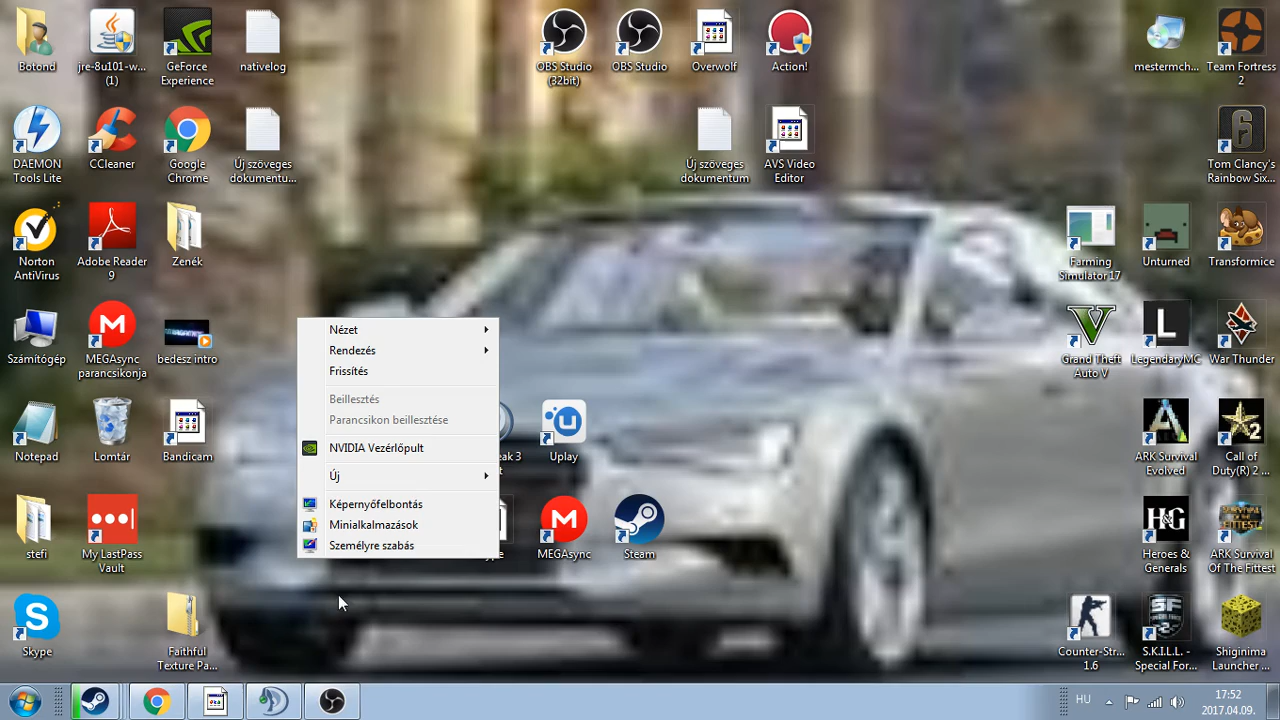 Botond
jre-8u101-w...
(1)
GeForce
Experience
nativelog
OBS Studio
(32bit)
OBS Studio
Overwolf
Action!
mestermch...
Team Fortress
2
DAEMON
Tools Lite
CCleaner
Google
Chrome
Új szöveges
dokumentu...
Új szöveges
dokumentum
AVS Video
Editor
Tom Clancy's
Rainbow Six...
Norton
AntiVirus
Adobe Reader
9
Zenék
Farming
Simulator 17
Unturned
Transformice
Számítógép
MEGAsync
parancsikonja
bedesz intro
Grand Theft
Auto V
LegendaryMC
War Thunder
Nézet
Rendezés
Frissítés
Beillesztés
Parancsikon beillesztése
NVIDIA Vezérlőpult
Új
Képernyőfelbontás
Minialkalmazások
Személyre szabás
Notepad
Lomtár
Bandicam
eak 3
Uplay
ARK Survival
Evolved
Call of
Duty(R) 2 ...
stefi
My LastPass
Vault
MEGAsync
Steam
H&G
Heroes &
Generals
ARK Survival
Of The Fittest
Skype
Faithful
Texture Pa...
Counter-Str...
1.6
S.K.I.L.L. -
Special For...
Shiginima
Launcher ...
HU
17:52
2017.04.09.